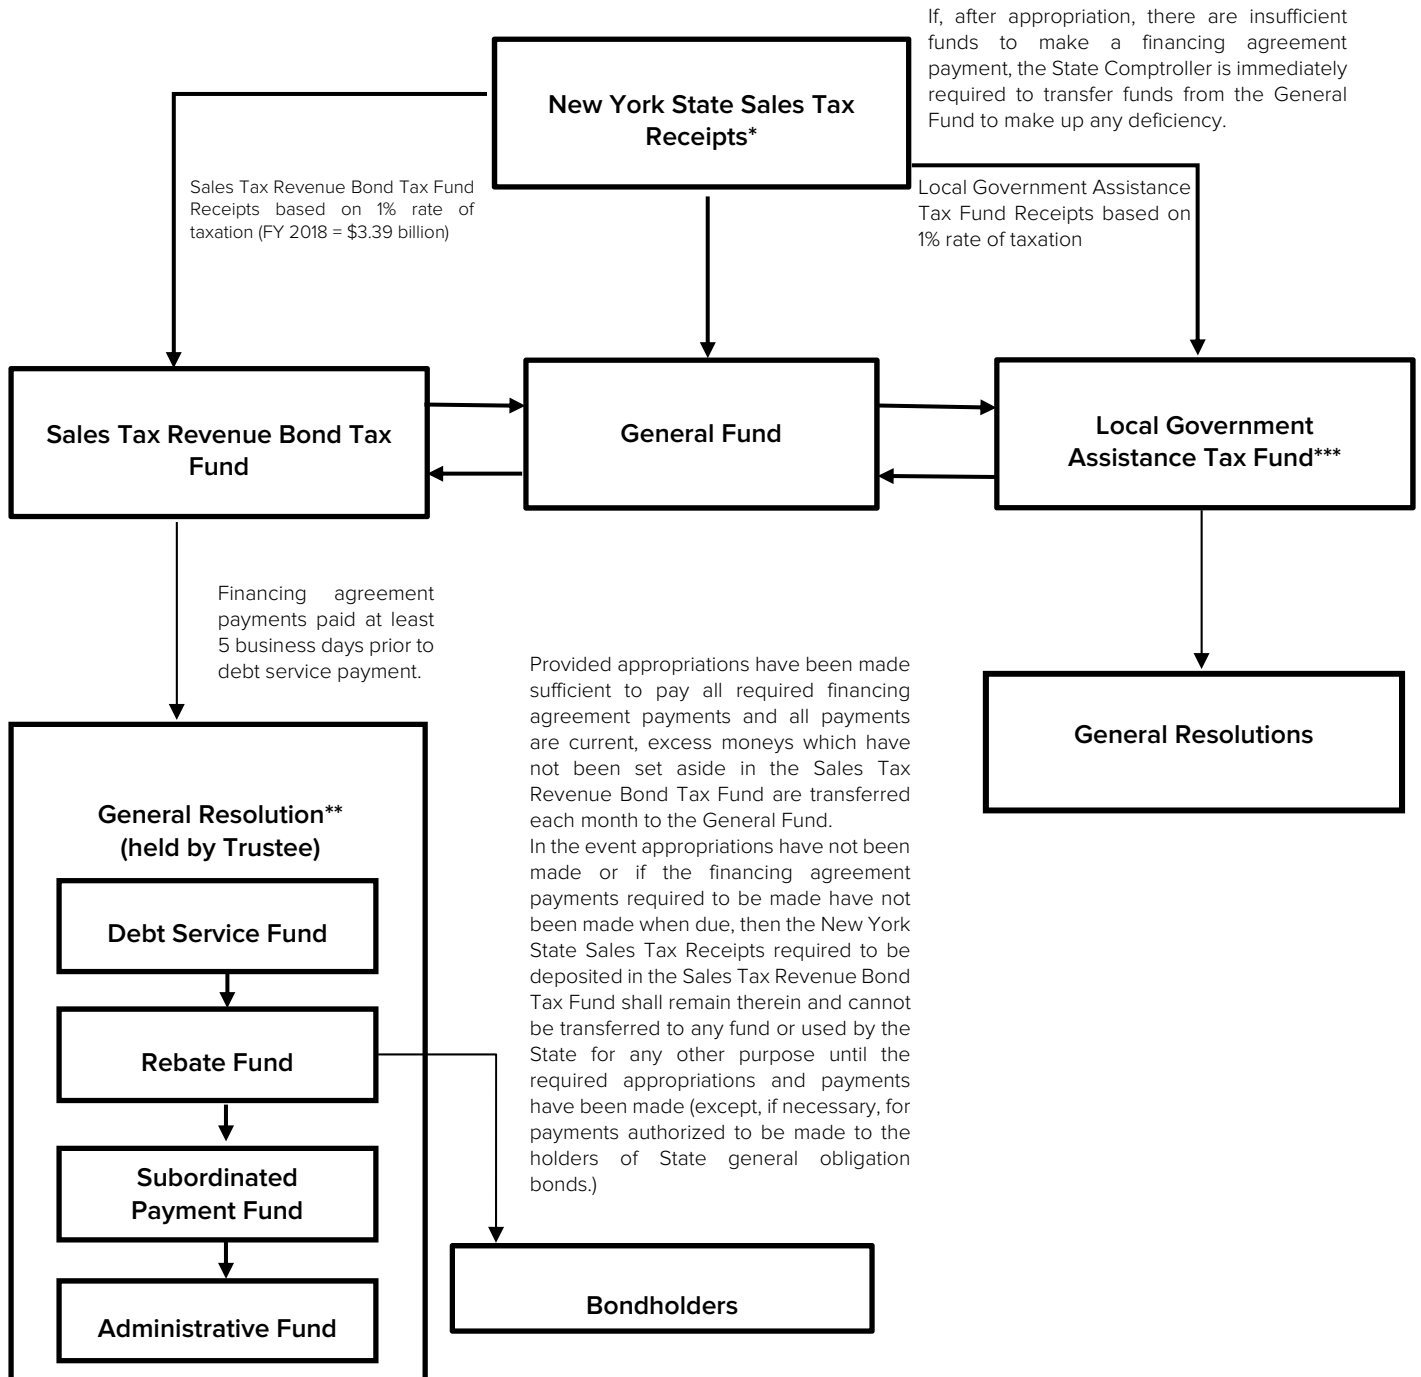 If, after appropriation, there are insufficient
funds to make a financing agreement
payment, the State Comptroller is immediately
required to transfer funds from the General
Fund to make up any deficiency.
New York State Sales Tax
Receipts*
Sales Tax Revenue Bond Tax Fund
Receipts based on 1% rate of
taxation (FY 2018 = $3.39 billion)
Local Government Assistance
Tax Fund Receipts based on
1% rate of taxation
Sales Tax Revenue Bond Tax
Fund
General Fund
Local Government
Assistance Tax Fund***
Financing agreement
payments paid at least
5 business days prior to
debt service payment.
Provided appropriations have been made
sufficient to pay all required financing
agreement payments and all payments
are current, excess moneys which have
not been set aside in the Sales Tax
Revenue Bond Tax Fund are transferred
each month to the General Fund.
In the event appropriations have not been
made or if the financing agreement
payments required to be made have not
been made when due, then the New York
State Sales Tax Receipts required to be
deposited in the Sales Tax Revenue Bond
Tax Fund shall remain therein and cannot
be transferred to any fund or used by the
State for any other purpose until the
required appropriations and payments
have been made (except, if necessary, for
payments authorized to be made to the
holders of State general obligation
bonds.)
General Resolutions
General Resolution**
(held by Trustee)
Debt Service Fund
Rebate Fund
Subordinated
Payment Fund
Administrative Fund
Bondholders